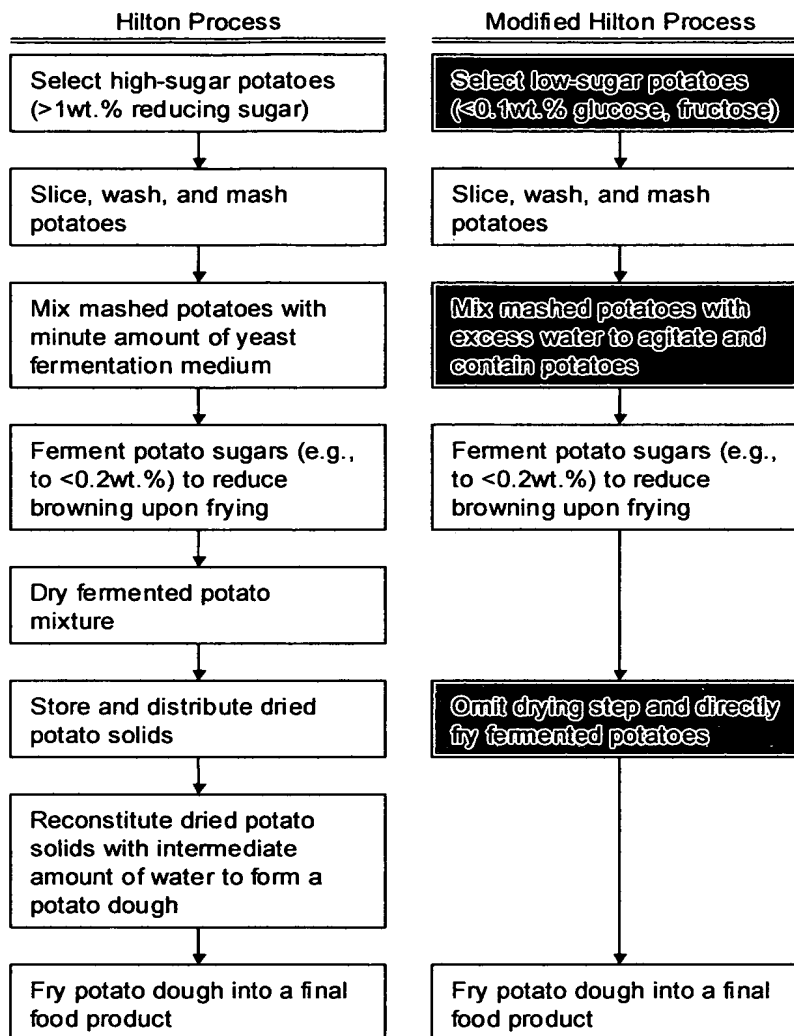 Hilton Process
Select high-sugar potatoes
(>1wt.% reducing sugar)
Slice, wash, and mash
potatoes
Mix mashed potatoes with
minute amount of yeast
fermentation medium
Ferment potato sugars (e.g.,
to <0.2wt.%) to reduce
browning upon frying
Dry fermented potato
mixture
Store and distribute dried
potato solids
Reconstitute dried potato
solids with intermediate
amount of water to form a
potato dough
Fry potato dough into a final
food product
Modified Hilton Process
Select low-sugar potatoes
(<0.1wt.% glucose, fructose)
Slice, wash, and mash
potatoes
Mix mashed potatoes with
excess water to agitate and
contain potatoes
Ferment potato sugars (e.g.,
to <0.2wt.%) to reduce
browning upon frying
Omit drying step and directly
fry fermented potatoes
Fry potato dough into a final
food product